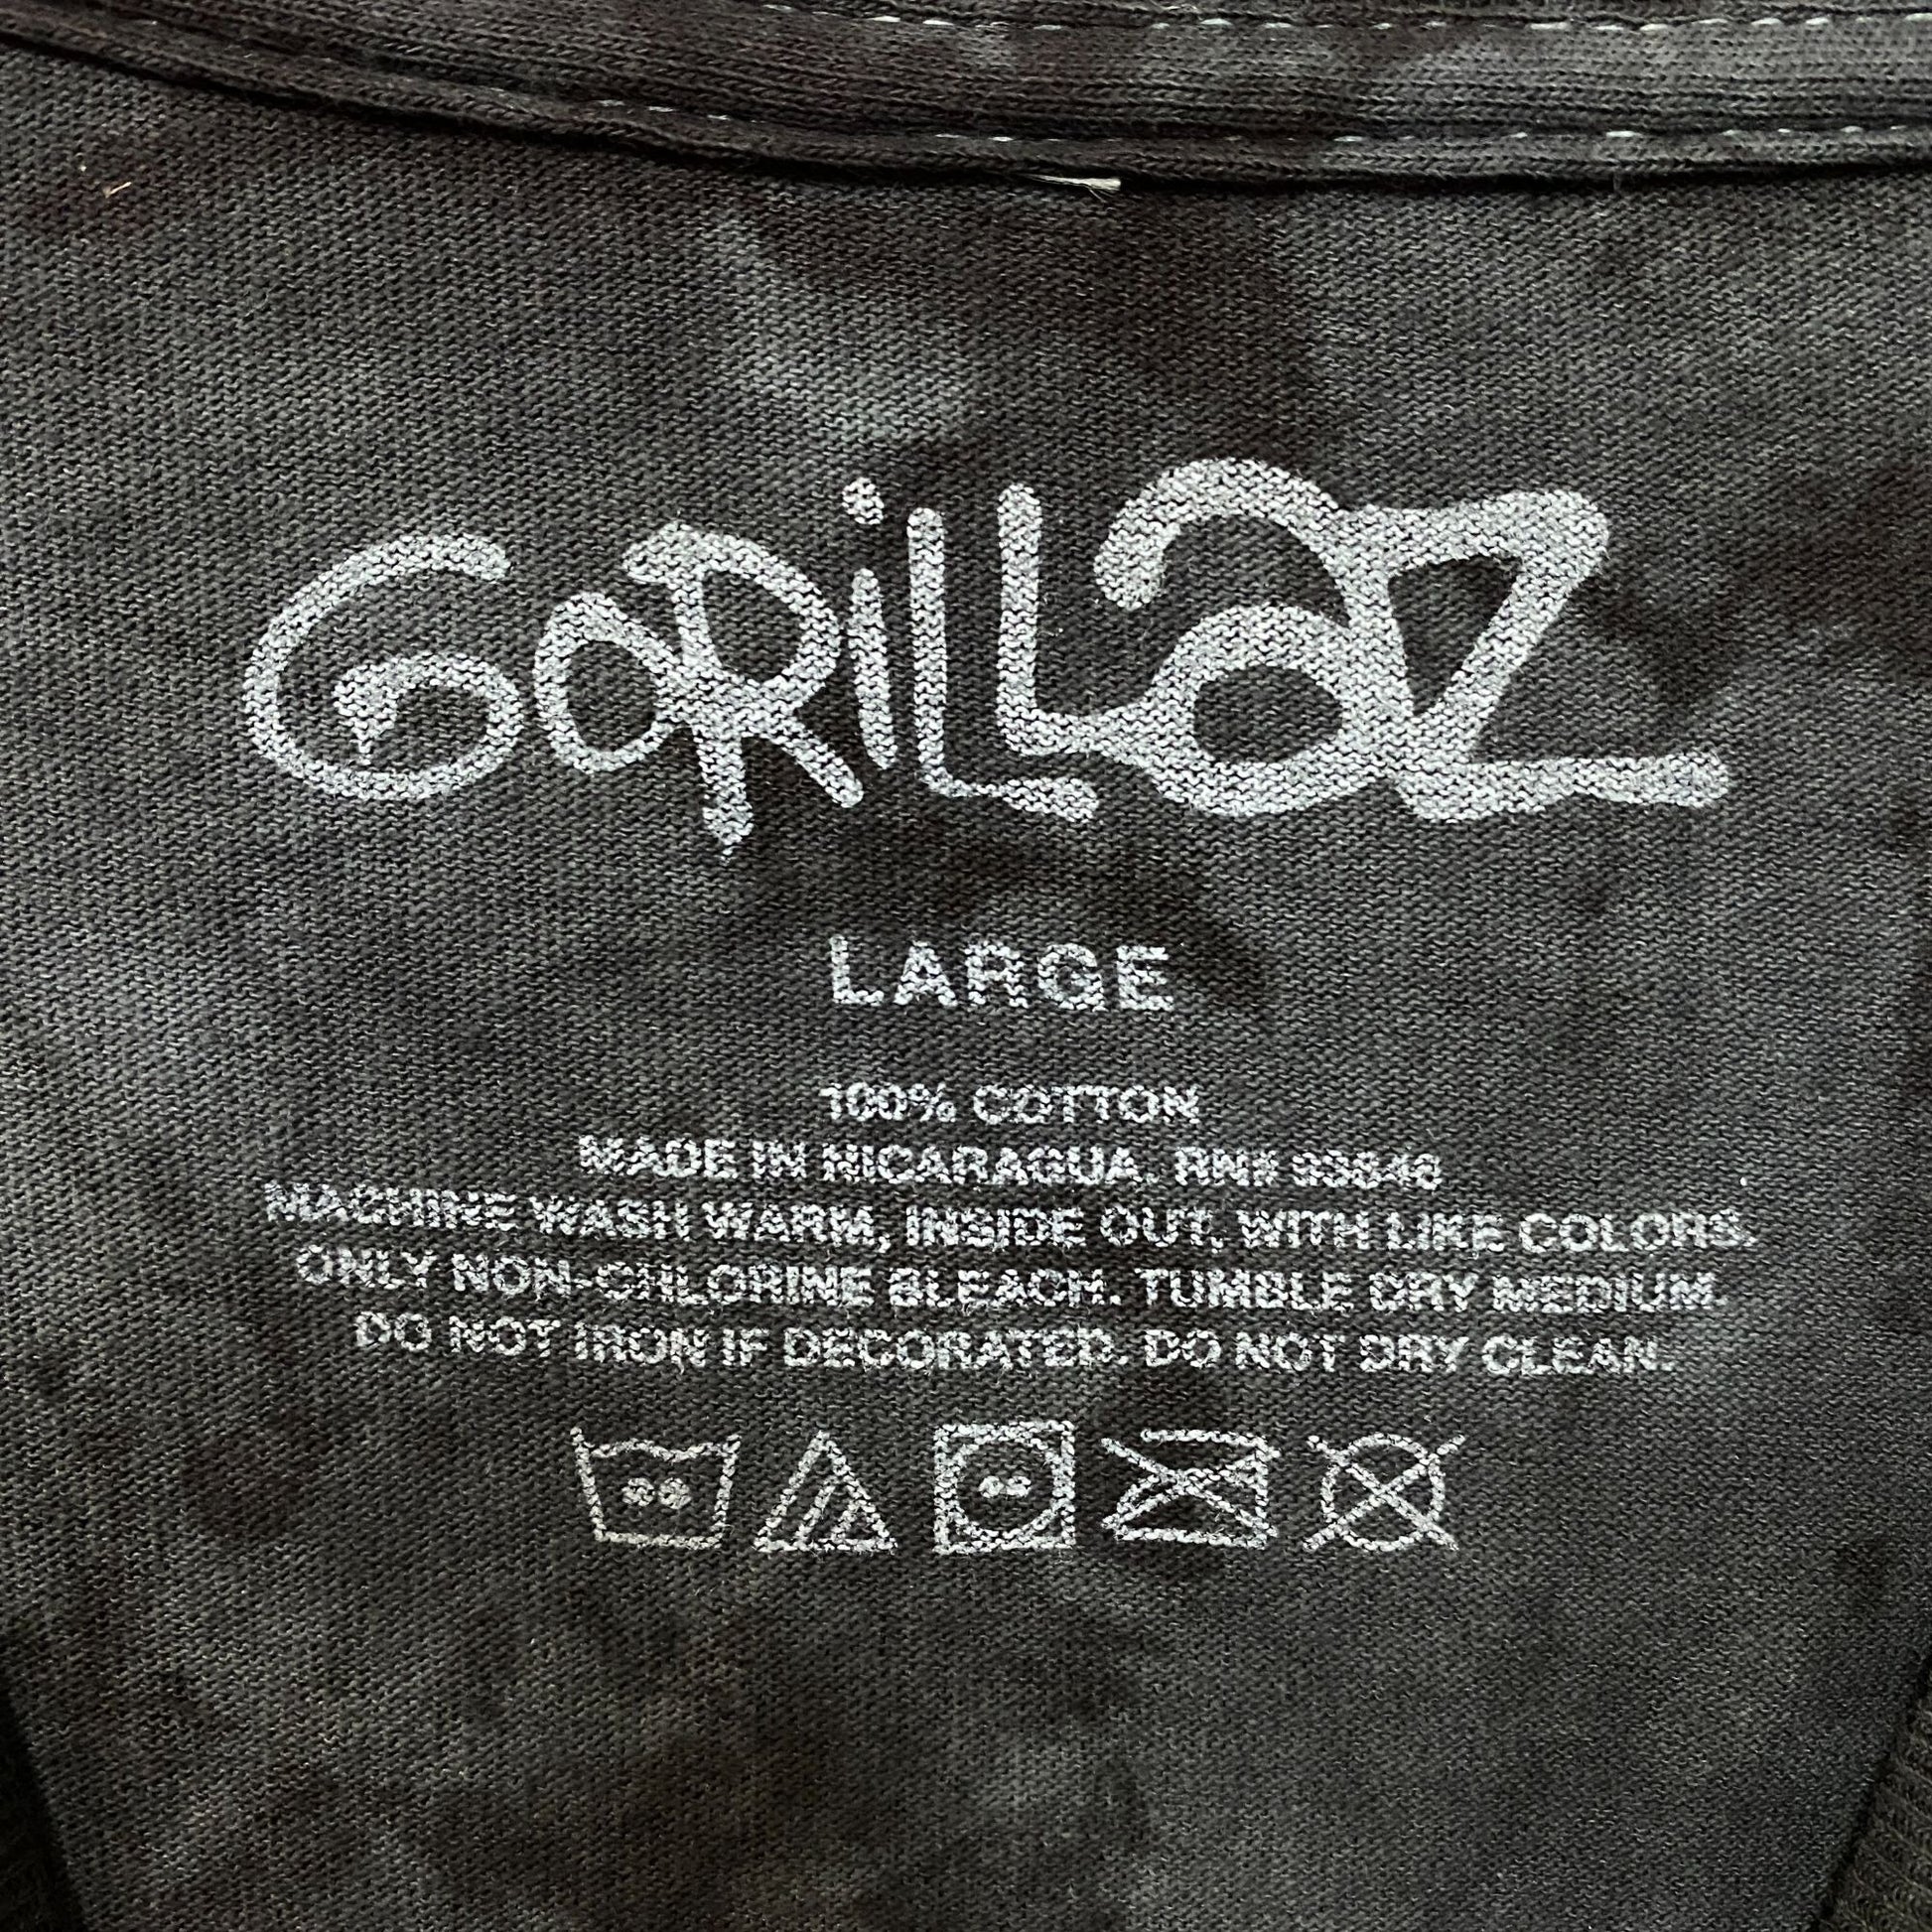 GORiLLAZ
LARGE
100% COTTON
MADE IN NICARAGUA. RN#
MACHINE WASH WARM, INSIDE OUT, WITH LIKE COLORS.
ONLY NON-CHLORINE BLEACH. TUMBLE DRY MEDIUM.
DO NOT IRON IF DECORATED. DO NOT DRY CLEAN.